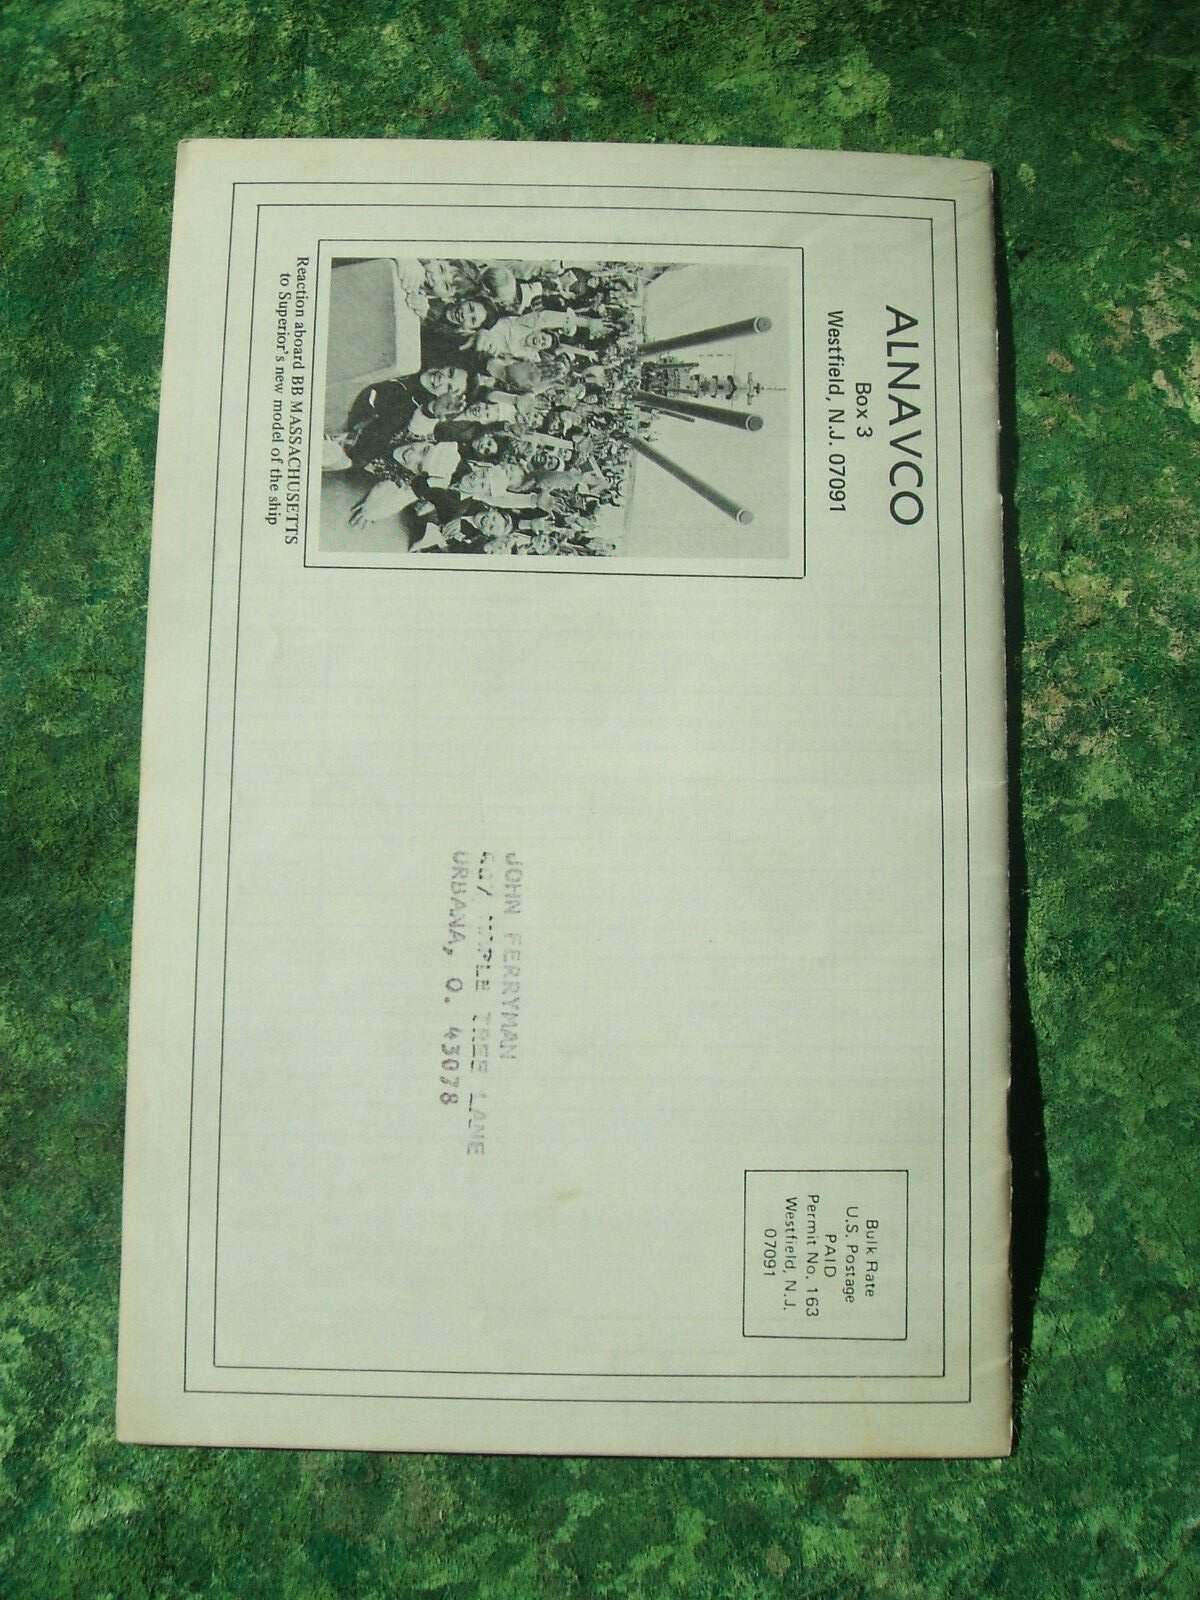 ALNAVCO
Box 3
Westfield, N.J. 07091
Reaction aboard BB MASSACHUSETTS
to Superior's new model of the ship
Bulk Rate
U.S. Postage
PAID
Permit No. 163
Westfield, N.J.
07091
JOHN FERRYMAN
TREE LANE
URBANA, O. 43078